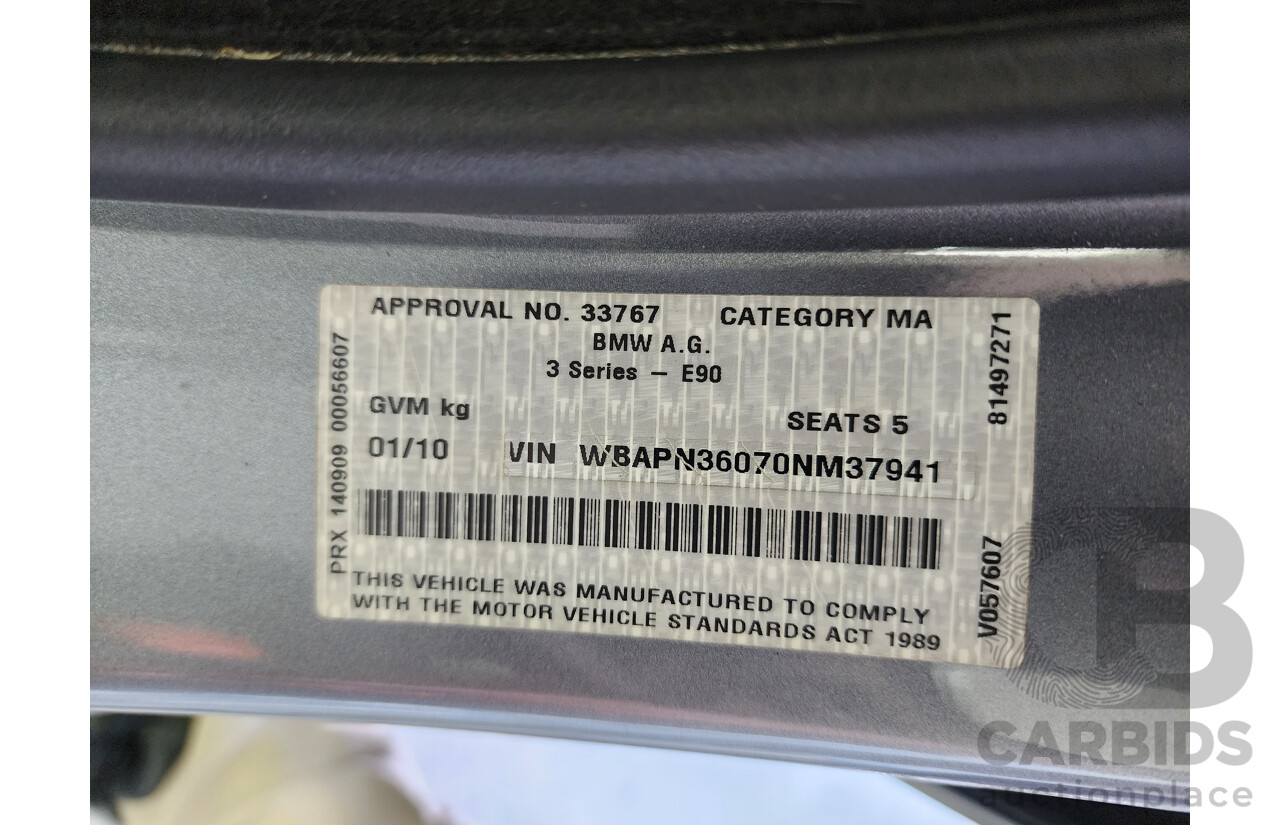 APPROVAL NO. 33767 CATEGORY MA
BMW A.G.
3 Series — E90
GVM kg SEATS 5
01/10 VIN WBAPN36070NM37941
THIS VEHICLE WAS MANUFACTURED TO COMPLY
WITH THE MOTOR VEHICLE STANDARDS ACT 1989
PRX 140909 00056607
81497271
V057607
CB
CARBIDS
auctionplace